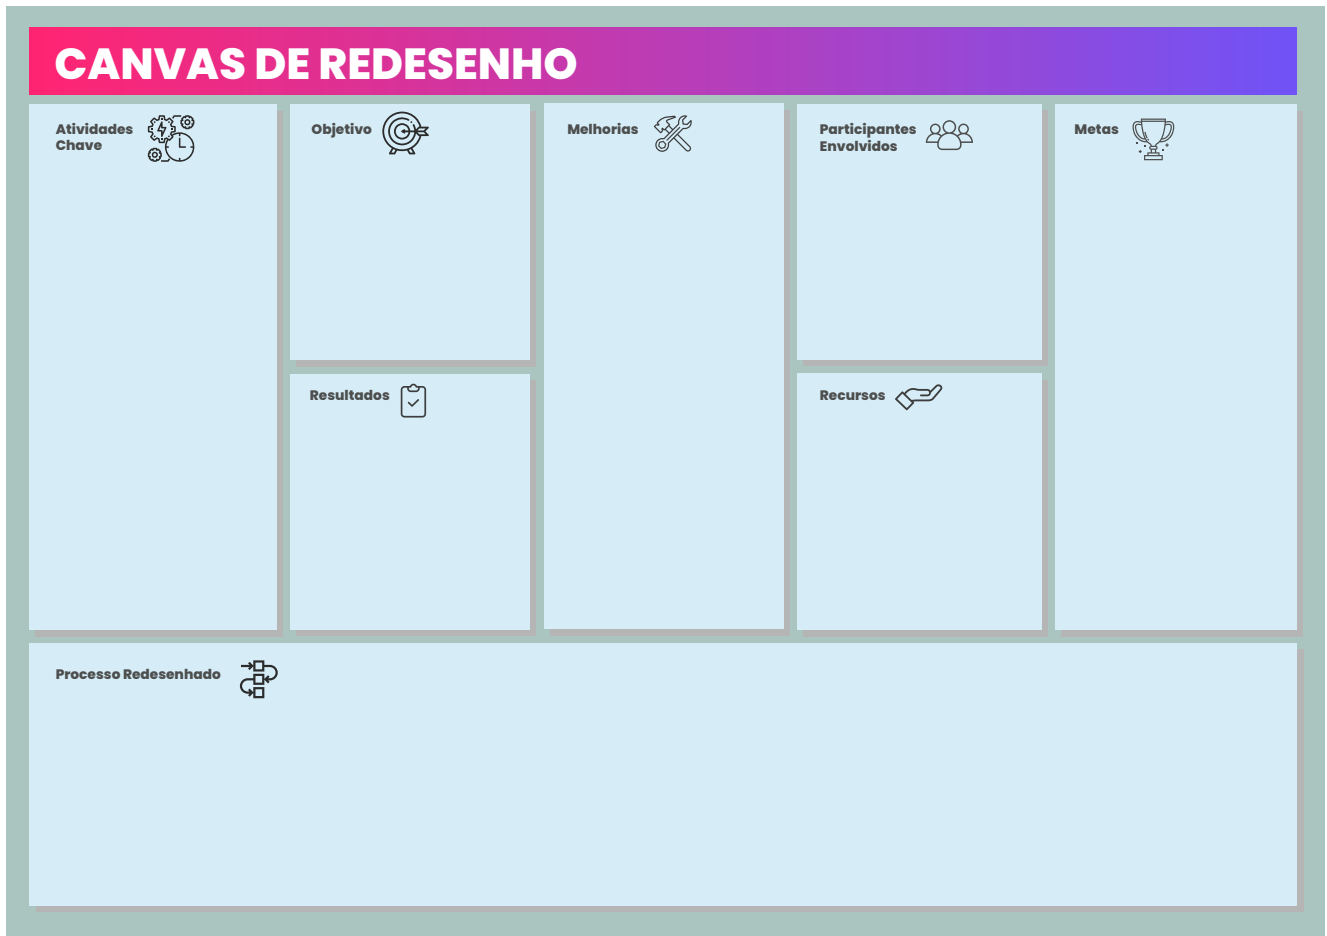 CANVAS DE REDESENHO
Atividades
Chave
Objetivo
Melhorias
Participantes
Envolvidos
Metas
Resultados
Recursos
Processo Redesenhado